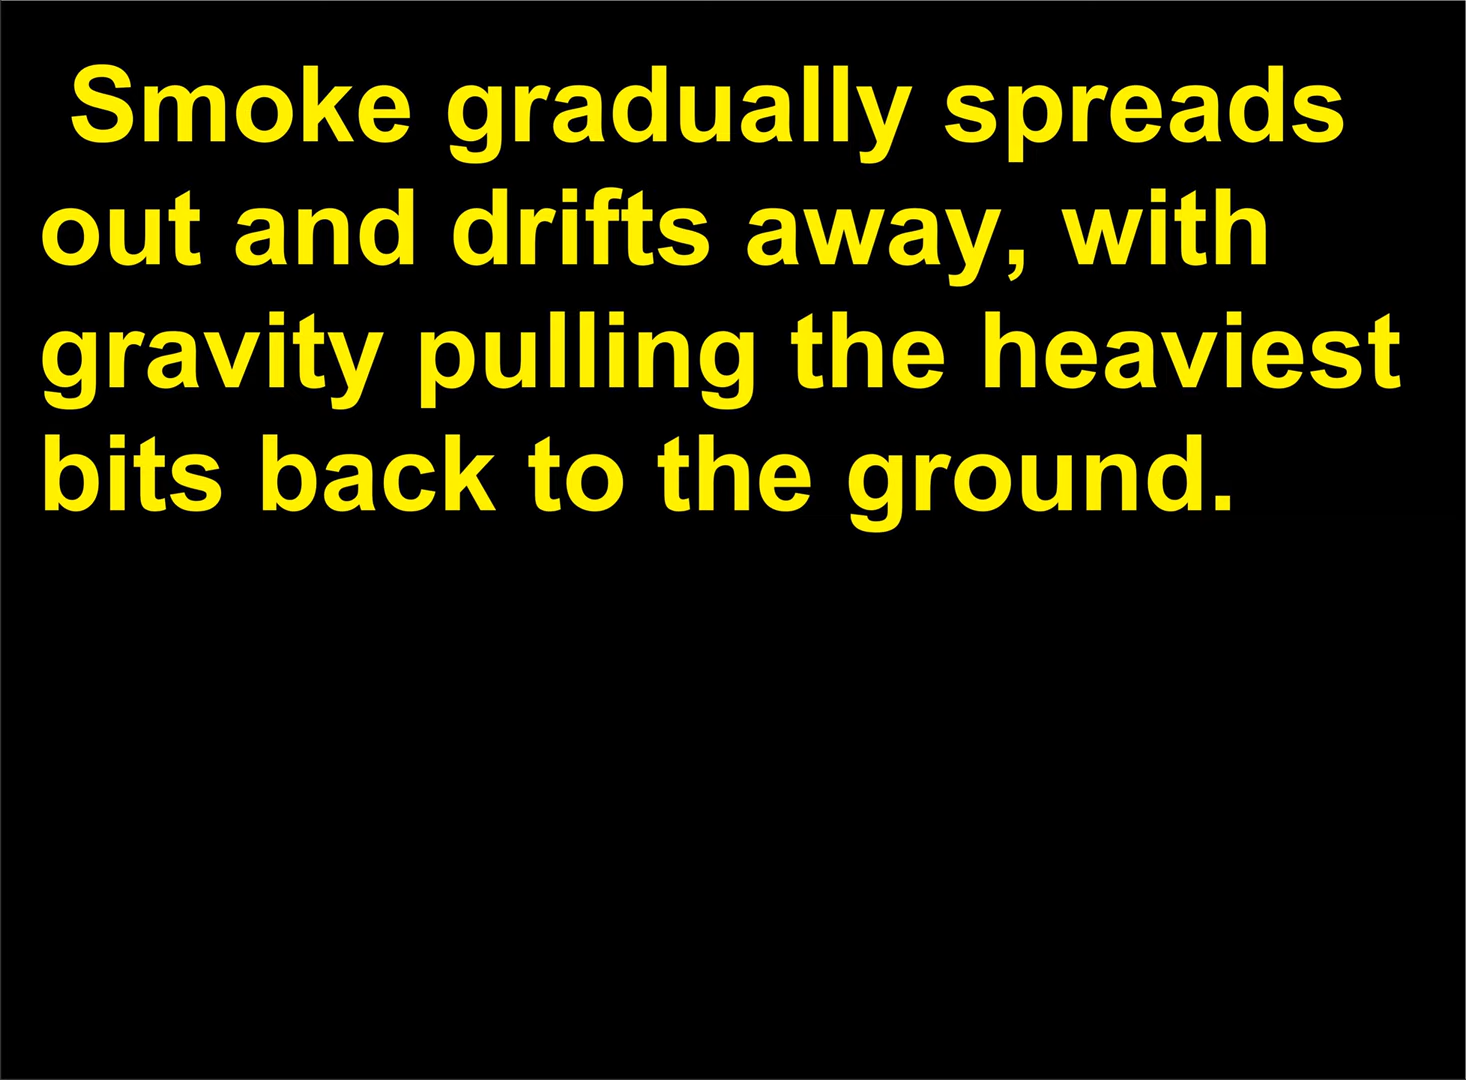 Smoke gradually spreads
out and drifts away, with
gravity pulling the heaviest
bits back to the ground.